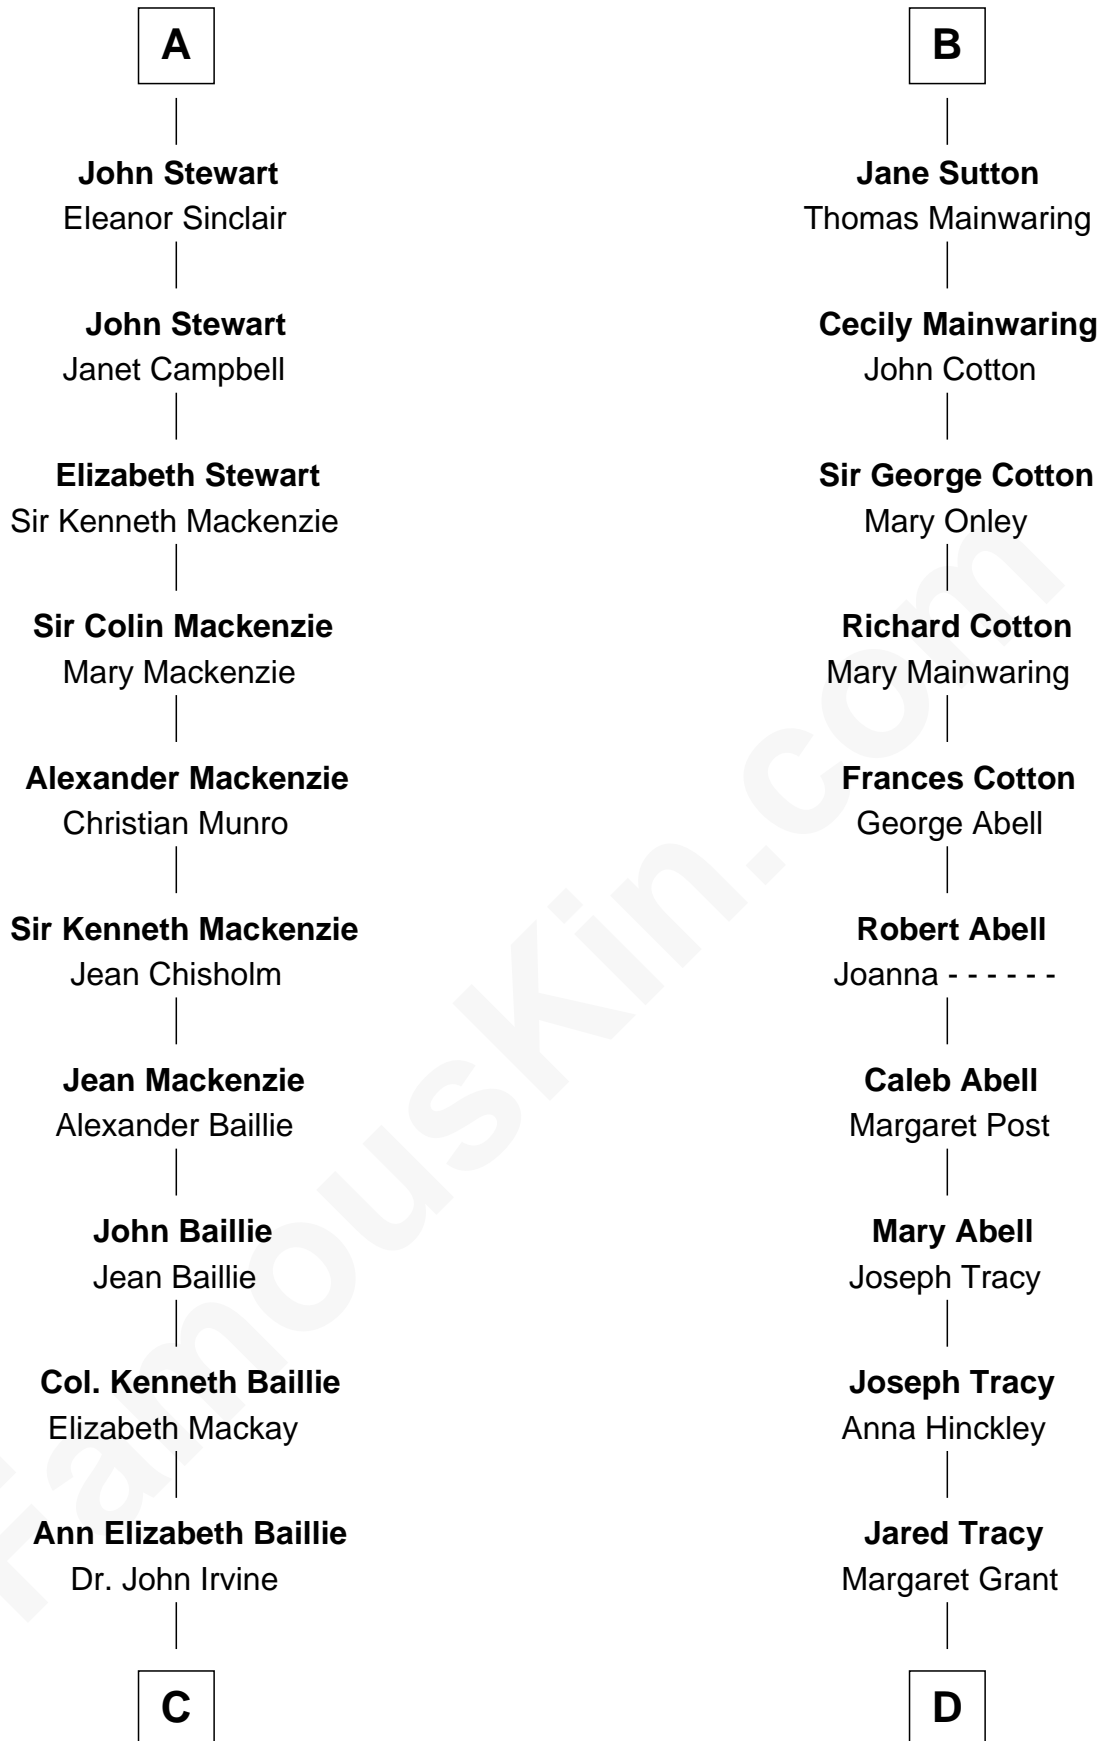 A
John Stewart
Eleanor Sinclair
John Stewart
Janet Campbell
Elizabeth Stewart
Sir Kenneth Mackenzie
Sir Colin Mackenzie
Mary Mackenzie
Alexander Mackenzie
Christian Munro
Sir Kenneth Mackenzie
Jean Chisholm
Jean Mackenzie
Alexander Baillie
John Baillie
Jean Baillie
Col. Kenneth Baillie
Elizabeth Mackay
Ann Elizabeth Baillie
Dr. John Irvine
C
B
Jane Sutton
Thomas Mainwaring
Cecily Mainwaring
John Cotton
Sir George Cotton
Mary Onley
Richard Cotton
Mary Mainwaring
Frances Cotton
George Abell
Robert Abell
Joanna - - - - - -
Caleb Abell
Margaret Post
Mary Abell
Joseph Tracy
Joseph Tracy
Anna Hinckley
Jared Tracy
Margaret Grant
D
FamousKin.com